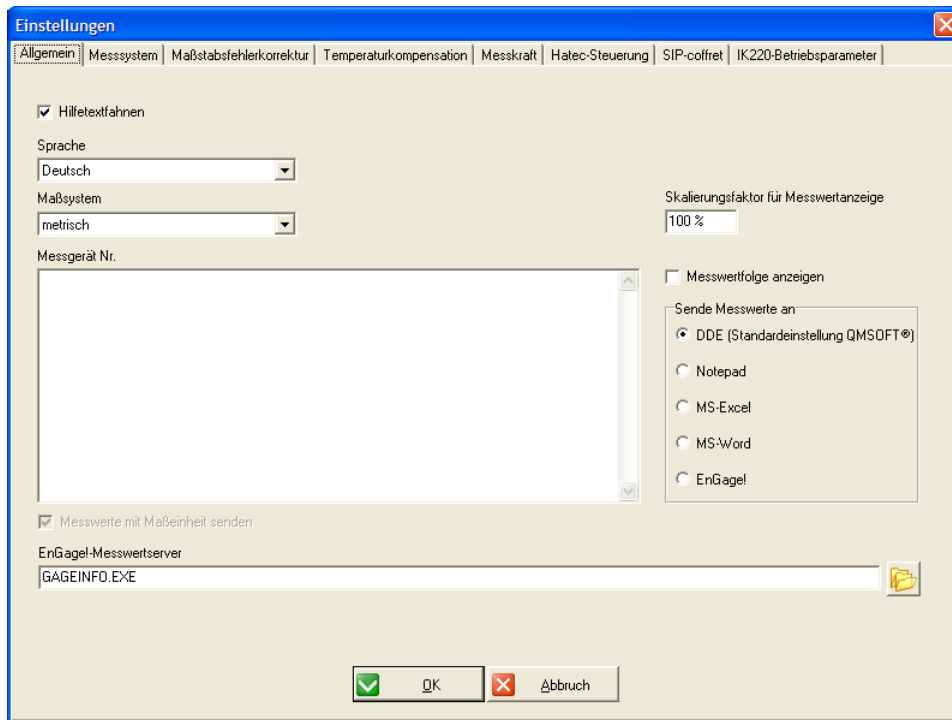 Einstellungen
Allgemein Messsystem Maßstabsfehlerkorrektur Temperaturkompensation Messkraft Hatec-Steuerung SIP-coffret IK220-Betriebsparameter
Hilfetextfahnen
Sprache
Deutsch
Maßsystem
metrisch
Skalierungsfaktor für Messwertanzeige
100 %
Messgerät Nr.
Messwertfolge anzeigen
Sende Messwerte an
DDE (Standardeinstellung QMSOFT®)
Notepad
MS-Excel
MS-Word
EnGage!
Messwerte mit Maßeinheit senden
EnGage!-Messwertserver
GAGEINFO.EXE
OK
Abbruch